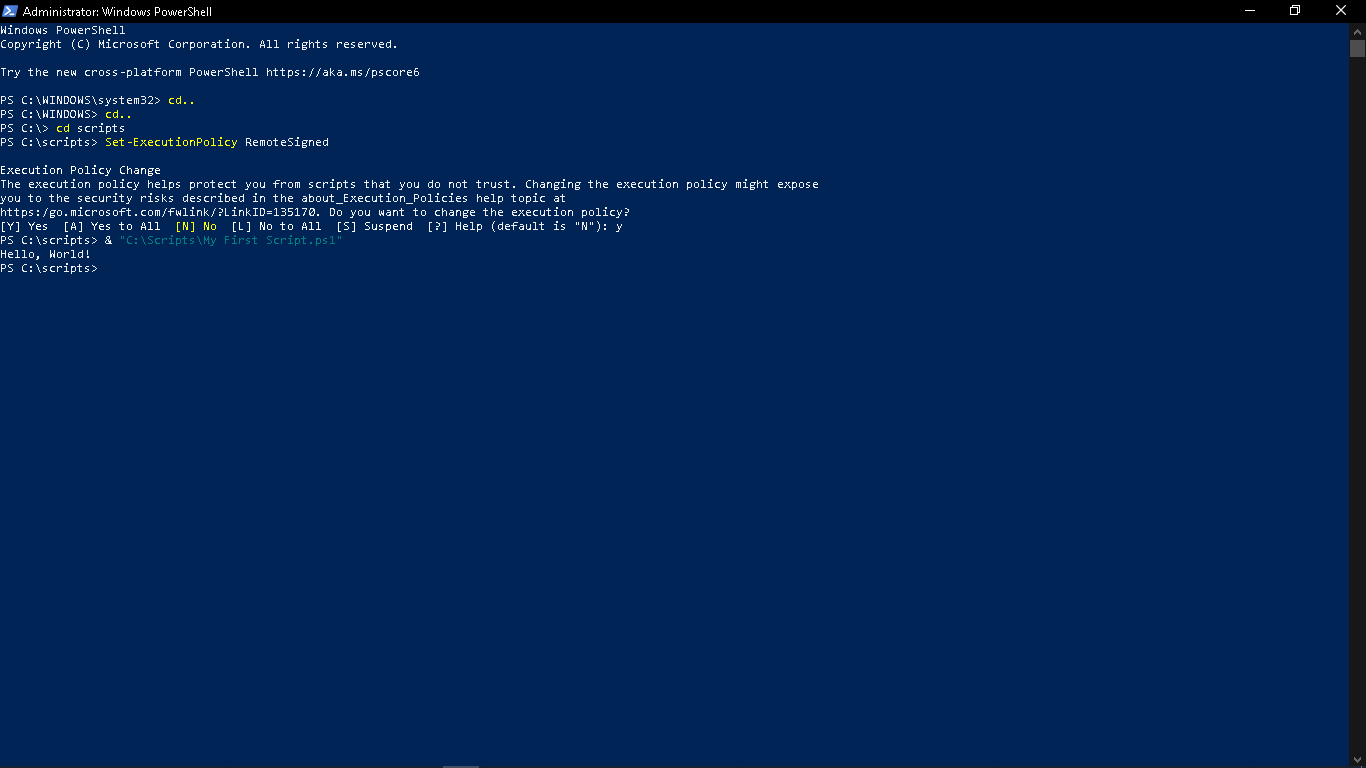 Administrator: Windows PowerShell
Windows PowerShell
Copyright (C) Microsoft Corporation. All rights reserved.
Try the new cross-platform PowerShell https://aka.ms/pscore6
PS C:\WINDOWS\system32> cd..
PS C:\WINDOWS> cd..
PS C:\> cd scripts
PS C:\scripts> Set-ExecutionPolicy RemoteSigned
Execution Policy Change
The execution policy helps protect you from scripts that you do not trust. Changing the execution policy might expose
you to the security risks described in the about_Execution_Policies help topic at
https:/go.microsoft.com/fwlink/?LinkID=135170. Do you want to change the execution policy?
[Y] Yes  [A] Yes to All  [N] No  [L] No to All  [S] Suspend  [?] Help (default is "N"): y
PS C:\scripts> & "C:\Scripts\My First Script.ps1"
Hello, World!
PS C:\scripts>